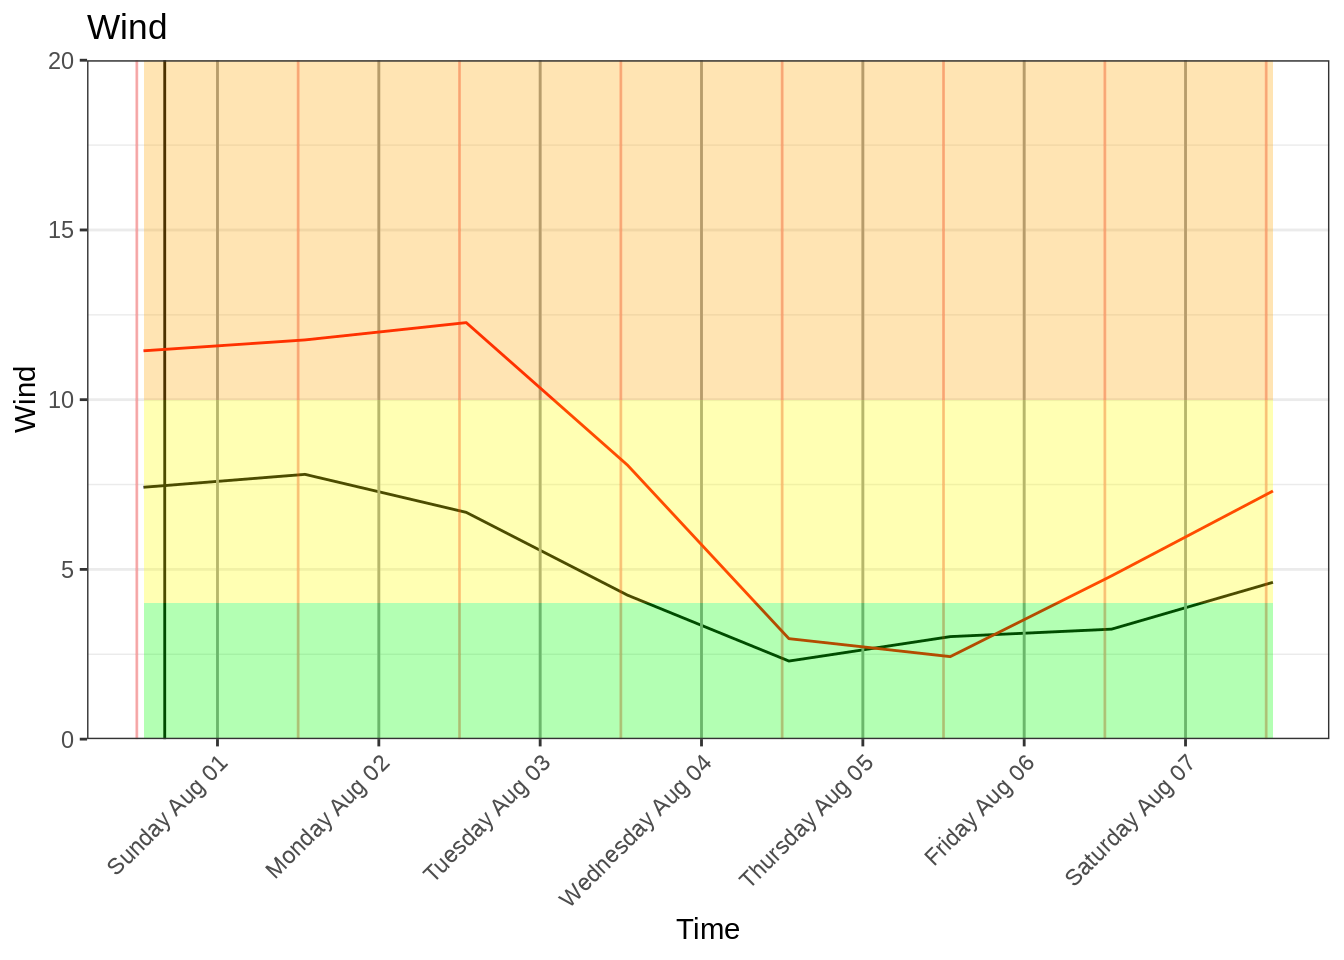 Wind
20
15
10
5
0
Wind
Sunday Aug 01
Monday Aug 02
Tuesday Aug 03
Wednesday Aug 04
Thursday Aug 05
Friday Aug 06
Saturday Aug 07
Time